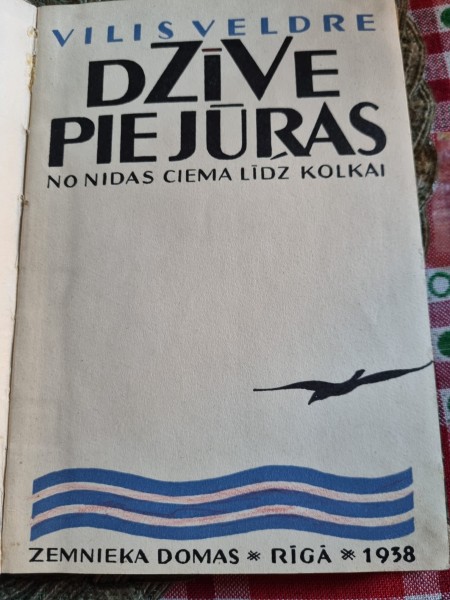 VILIS VELDRE
DZĪVE
PIE JŪRAS
NO NIDAS CIEMA LĪDZ KOLKAI
ZEMNIEKA DOMAS * RĪGĀ * 1938